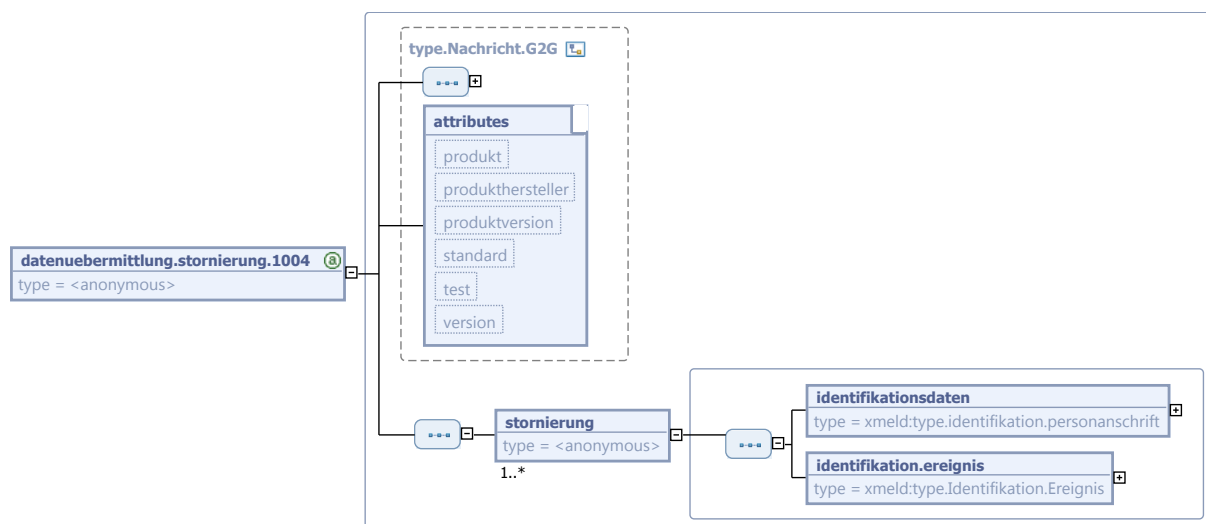 type.Nachricht.G2G
attributes
produkt
produkthersteller
produktversion
standard
test
version
datenuebermittlung.stornierung.1004 a
type = <anonymous>
stornierung
type = <anonymous>
1..*
identifikationsdaten
type = xmeld:type.identifikation.personanschrift
identifikation.ereignis
type = xmeld:type.Identifikation.Ereignis